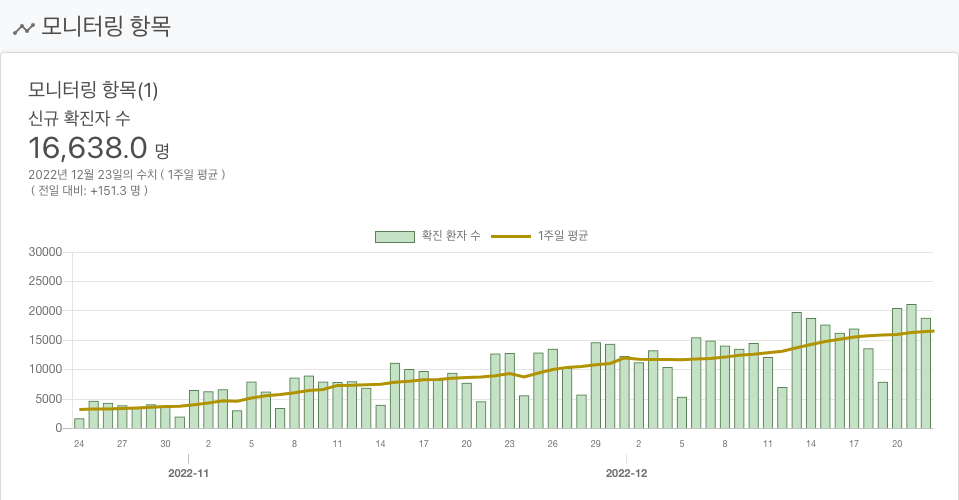 모니터링 항목
모니터링 항목(1)
신규 확진자 수
16,638.0 명
2022년 12월 23일의 수치 ( 1주일 평균 )
( 전일 대비: +151.3 명 )
확진 환자 수 1주일 평균
30000
25000
20000
15000
10000
5000
0
24 27 30 2 5 8 11 14 17 20 23 26 29 2 5 8 11 14 17 20
2022-11 2022-12